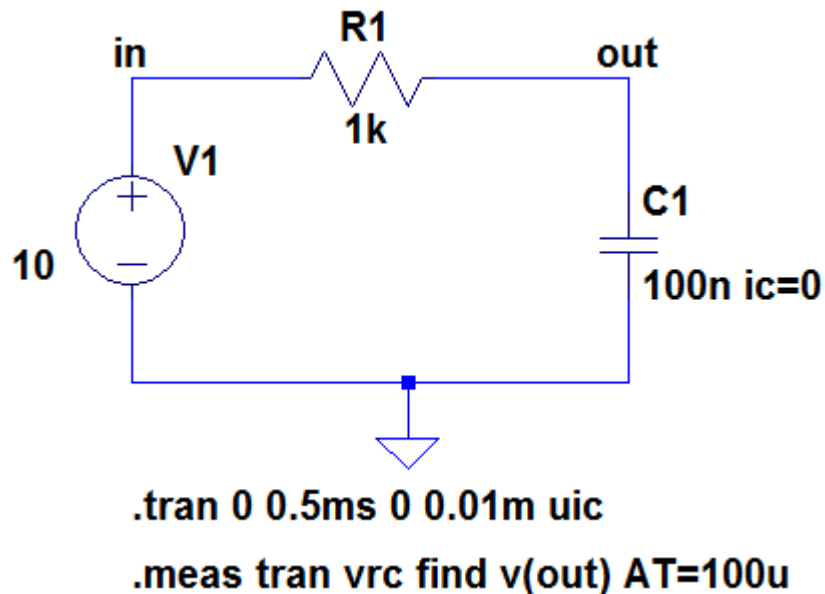 R1
in
out
1k
V1
C1
10
100n ic=0
.tran 0 0.5ms 0 0.01m uic
.meas tran vrc find v(out) AT=100u